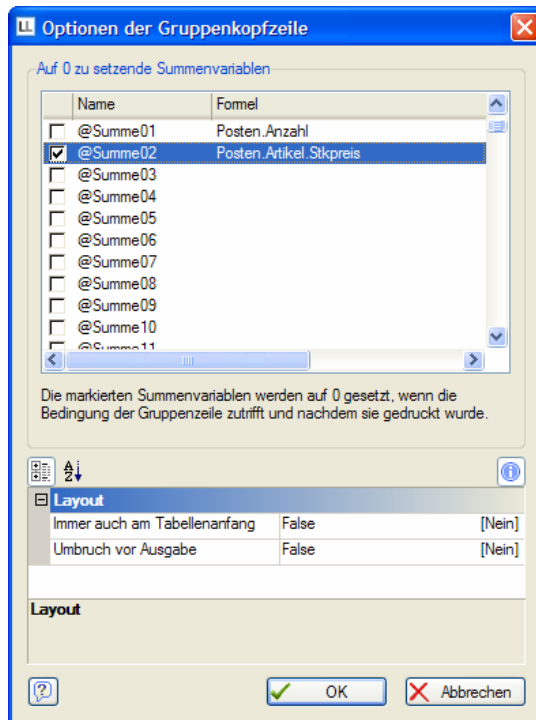 LL Optionen der Gruppenkopfzeile
Auf 0 zu setzende Summenvariablen
Name Formel
@Summe01 Posten.Anzahl
@Summe02 Posten.Artikel.Stkpreis
@Summe03
@Summe04
@Summe05
@Summe06
@Summe07
@Summe08
@Summe09
@Summe10
@Summe11
Die markierten Summenvariablen werden auf 0 gesetzt, wenn die
Bedingung der Gruppenzeile zutrifft und nachdem sie gedruckt wurde.
Layout
Immer auch am Tabellenanfang False [Nein]
Umbruch vor Ausgabe False [Nein]
Layout
OK Abbrechen